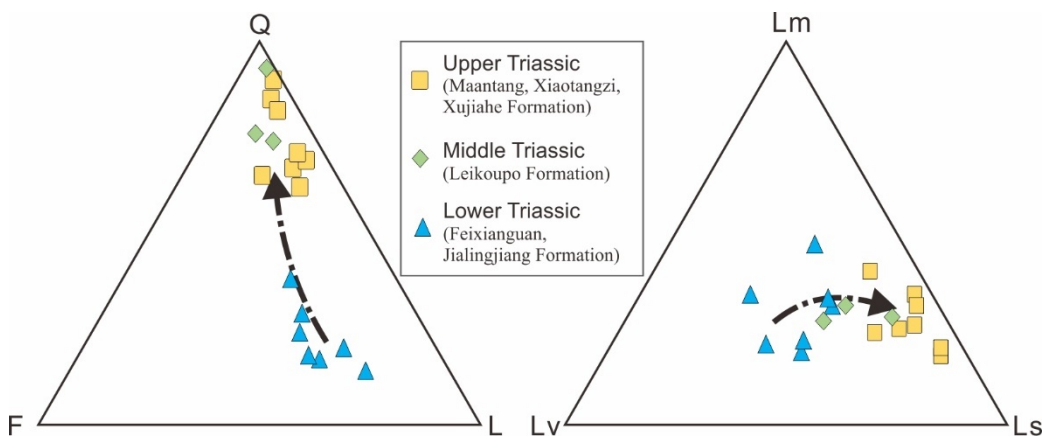 Q
F
L
Upper Triassic
(Maantang, Xiaotangzi,
Xujiahe Formation)
Middle Triassic
(Leikoupo Formation)
Lower Triassic
(Feixianguan,
Jialingjiang Formation)
Lm
Lv
Ls